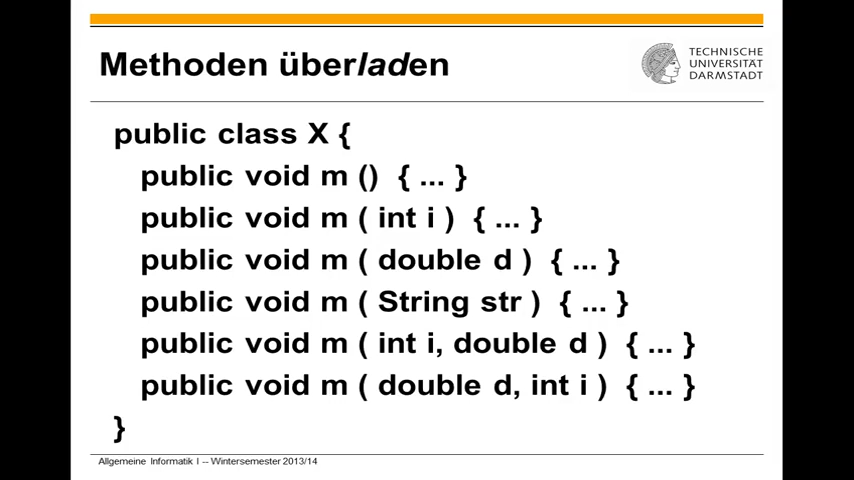 Methoden überladen
TECHNISCHE
UNIVERSITÄT
DARMSTADT
public class X {
public void m () { ... }
public void m ( int i ) { ... }
public void m ( double d ) { ... }
public void m ( String str ) { ... }
public void m ( int i, double d ) { ... }
public void m ( double d, int i ) { ... }
}
Allgemeine Informatik I -- Wintersemester 2013/14